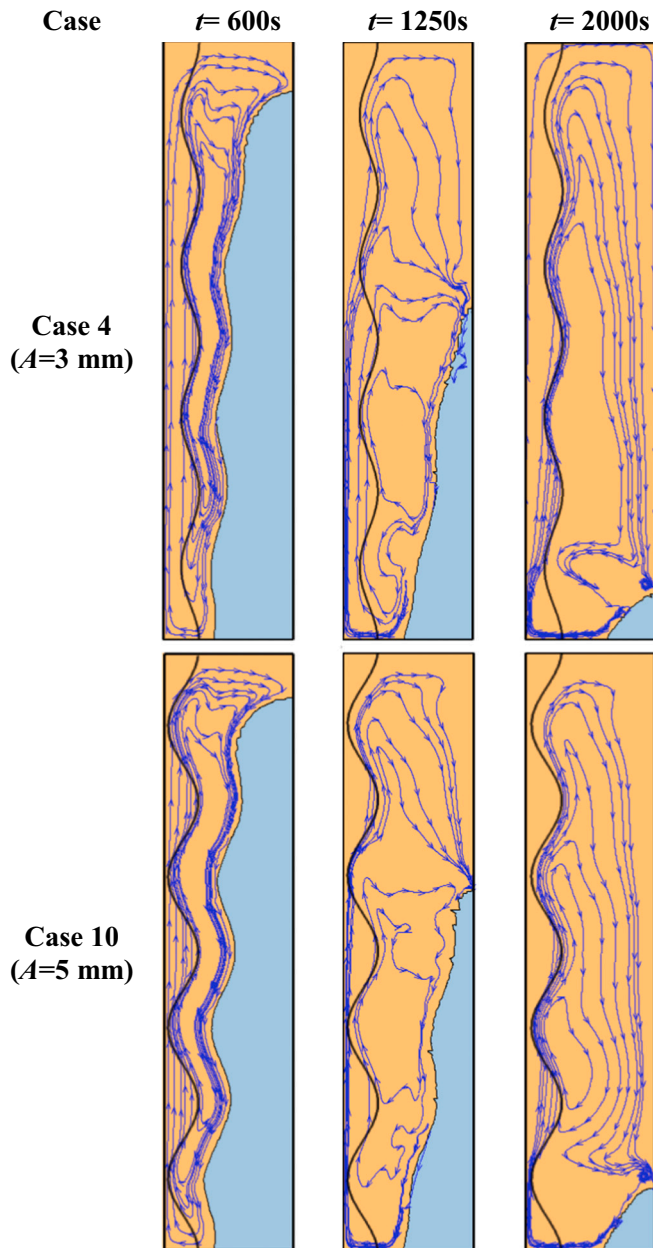 Case t= 600s t= 1250s t= 2000s
Case 4
(A=3 mm)
Case 10
(A=5 mm)